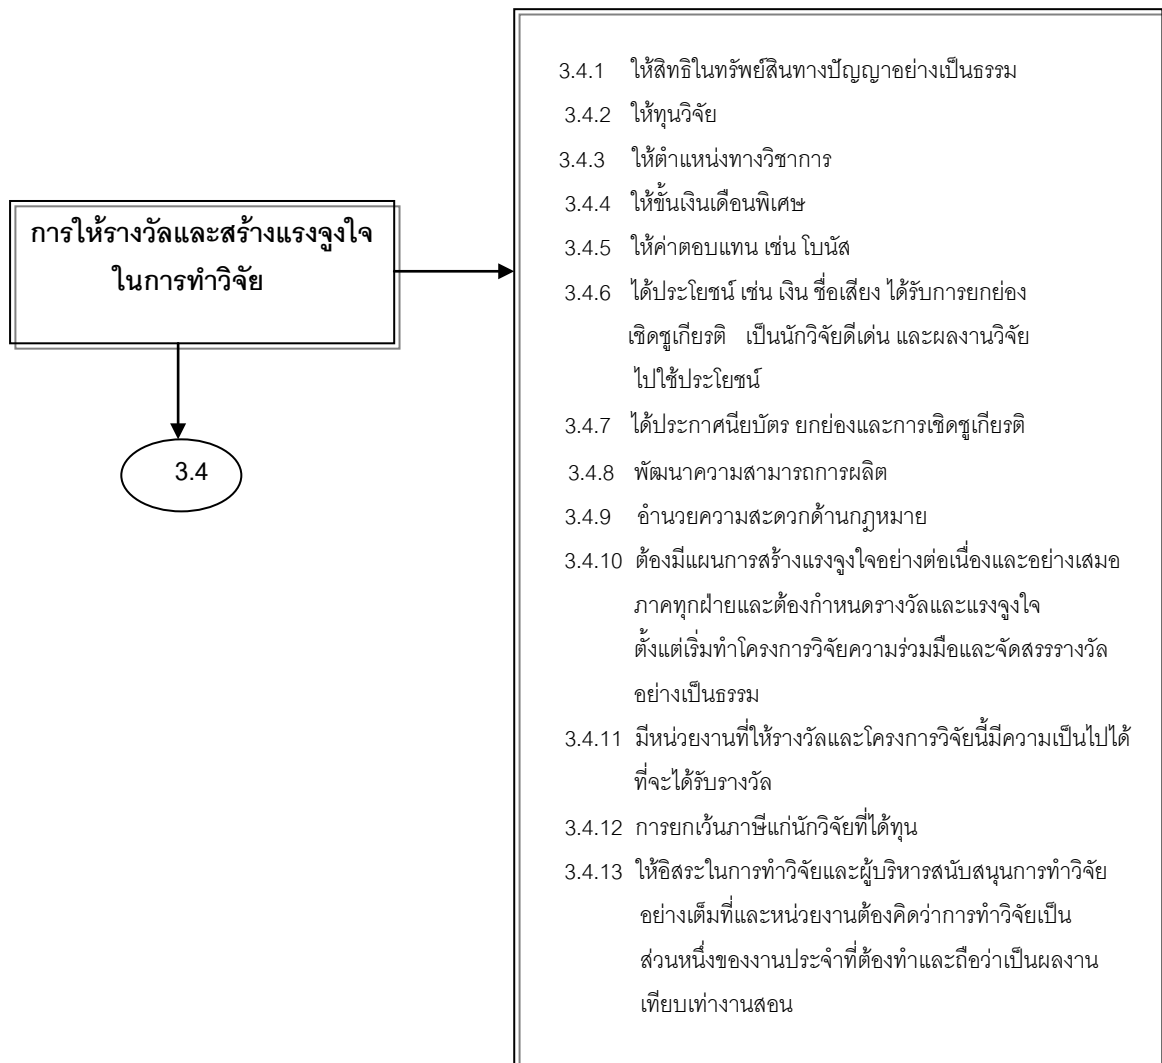 การให้รางวัลและสร้างแรงจูงใจ
ในการทำวิจัย
3.4
3.4.1 ให้สิทธิในทรัพย์สินทางปัญญาอย่างเป็นธรรม
3.4.2 ให้ทุนวิจัย
3.4.3 ให้ตำแหน่งทางวิชาการ
3.4.4 ให้ขั้นเงินเดือนพิเศษ
3.4.5 ให้ค่าตอบแทน เช่น โบนัส
3.4.6 ได้ประโยชน์ เช่น เงิน ชื่อเสียง ได้รับการยกย่อง
เชิดชูเกียรติ เป็นนักวิจัยดีเด่น และผลงานวิจัย
ไปใช้ประโยชน์
3.4.7 ได้ประกาศนียบัตร ยกย่องและการเชิดชูเกียรติ
3.4.8 พัฒนาความสามารถการผลิต
3.4.9 อำนวยความสะดวกด้านกฎหมาย
3.4.10 ต้องมีแผนการสร้างแรงจูงใจอย่างต่อเนื่องและอย่างเสมอ
ภาคทุกฝ่ายและต้องกำหนดรางวัลและแรงจูงใจ
ตั้งแต่เริ่มทำโครงการวิจัยความร่วมมือและจัดสรรรางวัล
อย่างเป็นธรรม
3.4.11 มีหน่วยงานที่ให้รางวัลและโครงการวิจัยนี้มีความเป็นไปได้
ที่จะได้รับรางวัล
3.4.12 การยกเว้นภาษีแก่นักวิจัยที่ได้ทุน
3.4.13 ให้อิสระในการทำวิจัยและผู้บริหารสนับสนุนการทำวิจัย
อย่างเต็มที่และหน่วยงานต้องคิดว่าการทำวิจัยเป็น
ส่วนหนึ่งของงานประจำที่ต้องทำและถือว่าเป็นผลงาน
เทียบเท่างานสอน